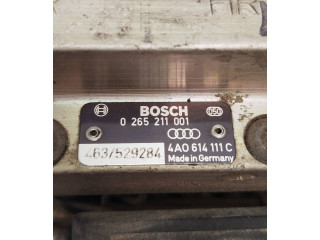 BOSCH
0 265 211 001
463/529284
4A0 614 111 C
Made in Germany